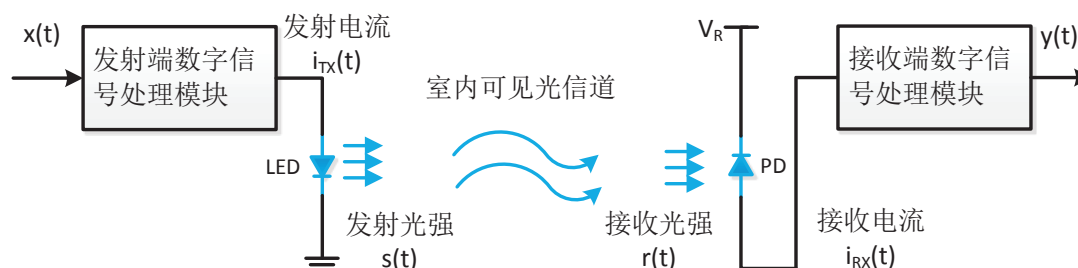 x(t)
发射端数字信
号处理模块
发射电流
i_TX(t)
LED
发射光强
s(t)
室内可见光信道
接收光强
r(t)
V_R
PD
接收电流
i_RX(t)
接收端数字信
号处理模块
y(t)